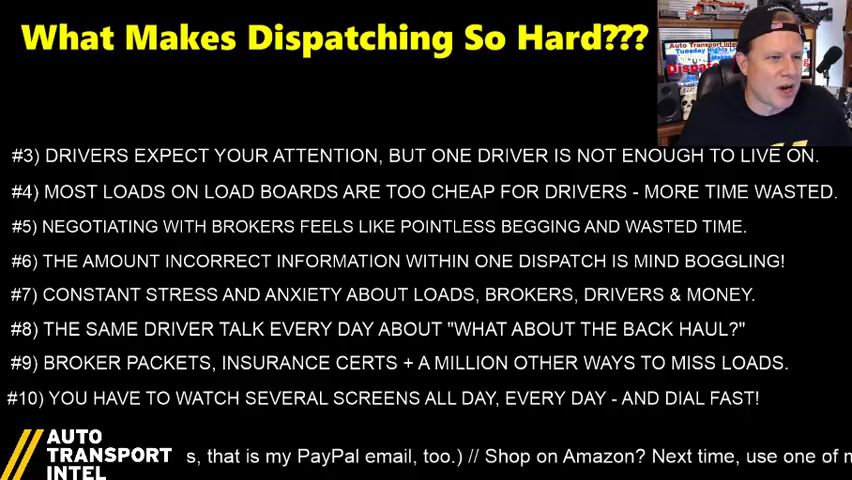 What Makes Dispatching So Hard???
Auto Transport Intel
Tuesday Nights Li
#3) DRIVERS EXPECT YOUR ATTENTION, BUT ONE DRIVER IS NOT ENOUGH TO LIVE ON.
#4) MOST LOADS ON LOAD BOARDS ARE TOO CHEAP FOR DRIVERS - MORE TIME WASTED.
#5) NEGOTIATING WITH BROKERS FEELS LIKE POINTLESS BEGGING AND WASTED TIME.
#6) THE AMOUNT INCORRECT INFORMATION WITHIN ONE DISPATCH IS MIND BOGGLING!
#7) CONSTANT STRESS AND ANXIETY ABOUT LOADS, BROKERS, DRIVERS & MONEY.
#8) THE SAME DRIVER TALK EVERY DAY ABOUT "WHAT ABOUT THE BACK HAUL?"
#9) BROKER PACKETS, INSURANCE CERTS + A MILLION OTHER WAYS TO MISS LOADS.
#10) YOU HAVE TO WATCH SEVERAL SCREENS ALL DAY, EVERY DAY - AND DIAL FAST!
AUTO
TRANSPORT
INTEL
s, that is my PayPal email, too.) // Shop on Amazon? Next time, use one of